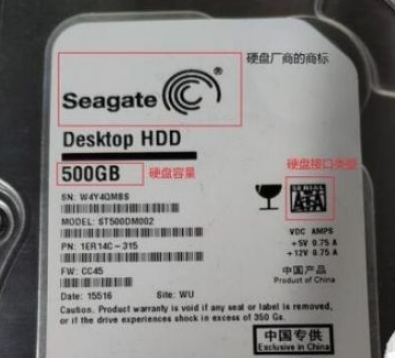 硬盘厂商的商标
Seagate
Desktop HDD
500GB
硬盘容量
硬盘接口类型
SN: W4Y4QMBS
SERIAL
ATA
MODEL: ST500DM002
VDC AMPS
+5V 0.75 A
+12V 0.75 A
PN: 1ER14C-315
FW: CC45
中国产品
Product of China
Date: 15516
Site: WU
Caution: Product warranty is void if any seal or label is removed,
or if the drive experiences shock in excess of 350 Gs.
中国专供
Exclusive in China